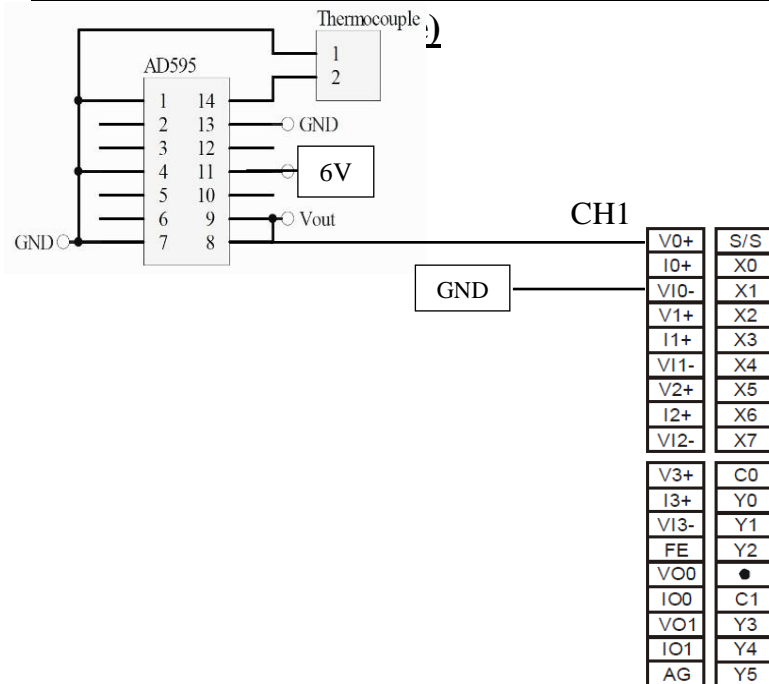 Thermocouple
)
1
2
AD595
1 14
2 13 GND
3 12
4 11 6V
5 10
6 9 Vout
GND 7 8
CH1
GND
V0+ S/S
I0+ X0
VI0- X1
V1+ X2
I1+ X3
VI1- X4
V2+ X5
I2+ X6
VI2- X7
V3+ C0
I3+ Y0
VI3- Y1
FE Y2
VO0 ●
IO0 C1
VO1 Y3
IO1 Y4
AG Y5